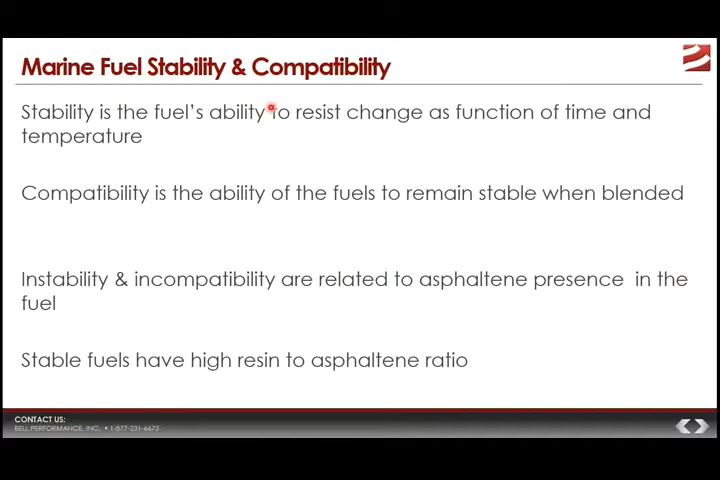 Marine Fuel Stability & Compatibility
Stability is the fuel’s ability to resist change as function of time and
temperature
Compatibility is the ability of the fuels to remain stable when blended
Instability & incompatibility are related to asphaltene presence  in the
fuel
Stable fuels have high resin to asphaltene ratio
CONTACT US:
BELL PERFORMANCE, INC. • 1-877-231-6673